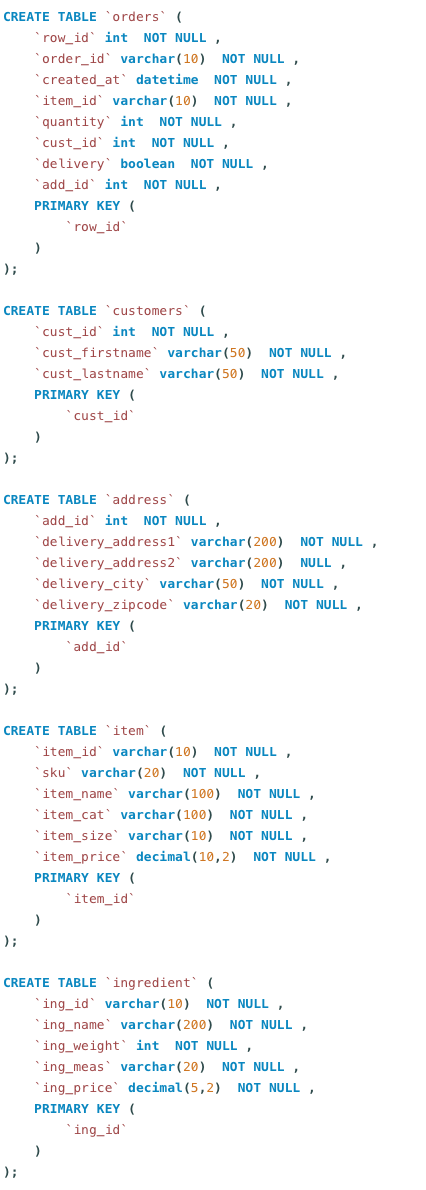 CREATE TABLE `orders` (
    `row_id` int  NOT NULL ,
    `order_id` varchar(10)  NOT NULL ,
    `created_at` datetime  NOT NULL ,
    `item_id` varchar(10)  NOT NULL ,
    `quantity` int  NOT NULL ,
    `cust_id` int  NOT NULL ,
    `delivery` boolean  NOT NULL ,
    `add_id` int  NOT NULL ,
    PRIMARY KEY (
        `row_id`
    )
);

CREATE TABLE `customers` (
    `cust_id` int  NOT NULL ,
    `cust_firstname` varchar(50)  NOT NULL ,
    `cust_lastname` varchar(50)  NOT NULL ,
    PRIMARY KEY (
        `cust_id`
    )
);

CREATE TABLE `address` (
    `add_id` int  NOT NULL ,
    `delivery_address1` varchar(200)  NOT NULL ,
    `delivery_address2` varchar(200)  NULL ,
    `delivery_city` varchar(50)  NOT NULL ,
    `delivery_zipcode` varchar(20)  NOT NULL ,
    PRIMARY KEY (
        `add_id`
    )
);

CREATE TABLE `item` (
    `item_id` varchar(10)  NOT NULL ,
    `sku` varchar(20)  NOT NULL ,
    `item_name` varchar(100)  NOT NULL ,
    `item_cat` varchar(100)  NOT NULL ,
    `item_size` varchar(10)  NOT NULL ,
    `item_price` decimal(10,2)  NOT NULL ,
    PRIMARY KEY (
        `item_id`
    )
);

CREATE TABLE `ingredient` (
    `ing_id` varchar(10)  NOT NULL ,
    `ing_name` varchar(200)  NOT NULL ,
    `ing_weight` int  NOT NULL ,
    `ing_meas` varchar(20)  NOT NULL ,
    `ing_price` decimal(5,2)  NOT NULL ,
    PRIMARY KEY (
        `ing_id`
    )
);